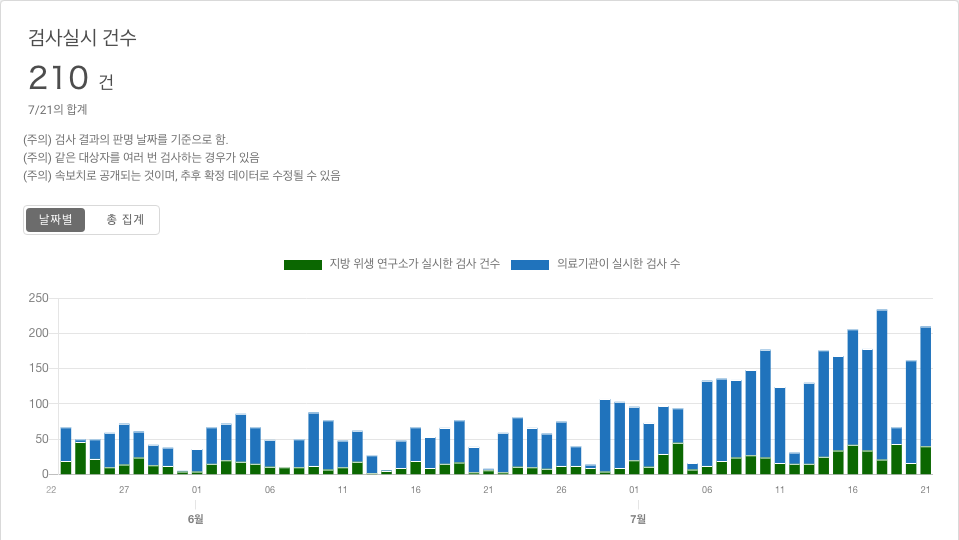 검사실시 건수
210 건
7/21의 합계
(주의) 검사 결과의 판명 날짜를 기준으로 함.
(주의) 같은 대상자를 여러 번 검사하는 경우가 있음
(주의) 속보치로 공개되는 것이며, 추후 확정 데이터로 수정될 수 있음
날짜별 총 집계
지방 위생 연구소가 실시한 검사 건수 의료기관이 실시한 검사 수
250
200
150
100
50
0
22 27 01 06 11 16 21 26 01 06 11 16 21
6월 7월